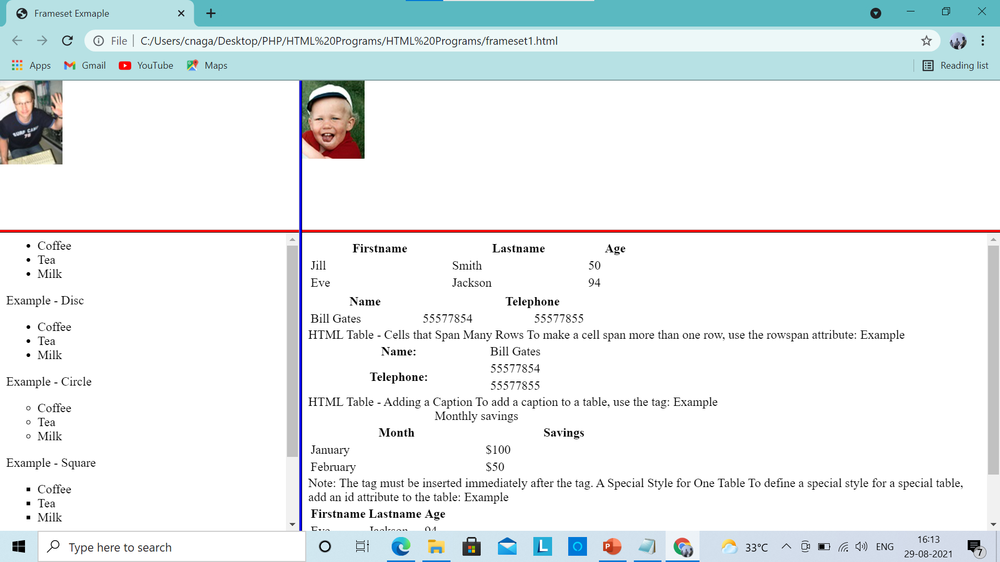 Frameset Exmaple
File
C:/Users/cnaga/Desktop/PHP/HTML%20Programs/HTML%20Programs/frameset1.html
Apps Gmail YouTube Maps Reading list
SURF CAMP
78
Coffee
Tea
Milk
Example - Disc
Coffee
Tea
Milk
Example - Circle
Coffee
Tea
Milk
Example - Square
Coffee
Tea
Milk
Firstname Lastname Age
Jill Smith 50
Eve Jackson 94
Name Telephone
Bill Gates 55577854 55577855
HTML Table - Cells that Span Many Rows To make a cell span more than one row, use the rowspan attribute: Example
Name: Bill Gates
Telephone: 55577854
55577855
HTML Table - Adding a Caption To add a caption to a table, use the tag: Example
Monthly savings
Month Savings
January $100
February $50
Note: The tag must be inserted immediately after the tag. A Special Style for One Table To define a special style for a special table,
add an id attribute to the table: Example
Firstname Lastname Age
Eve Jackson 94
Type here to search
L
P
33°C
ENG
16:13
29-08-2021
7